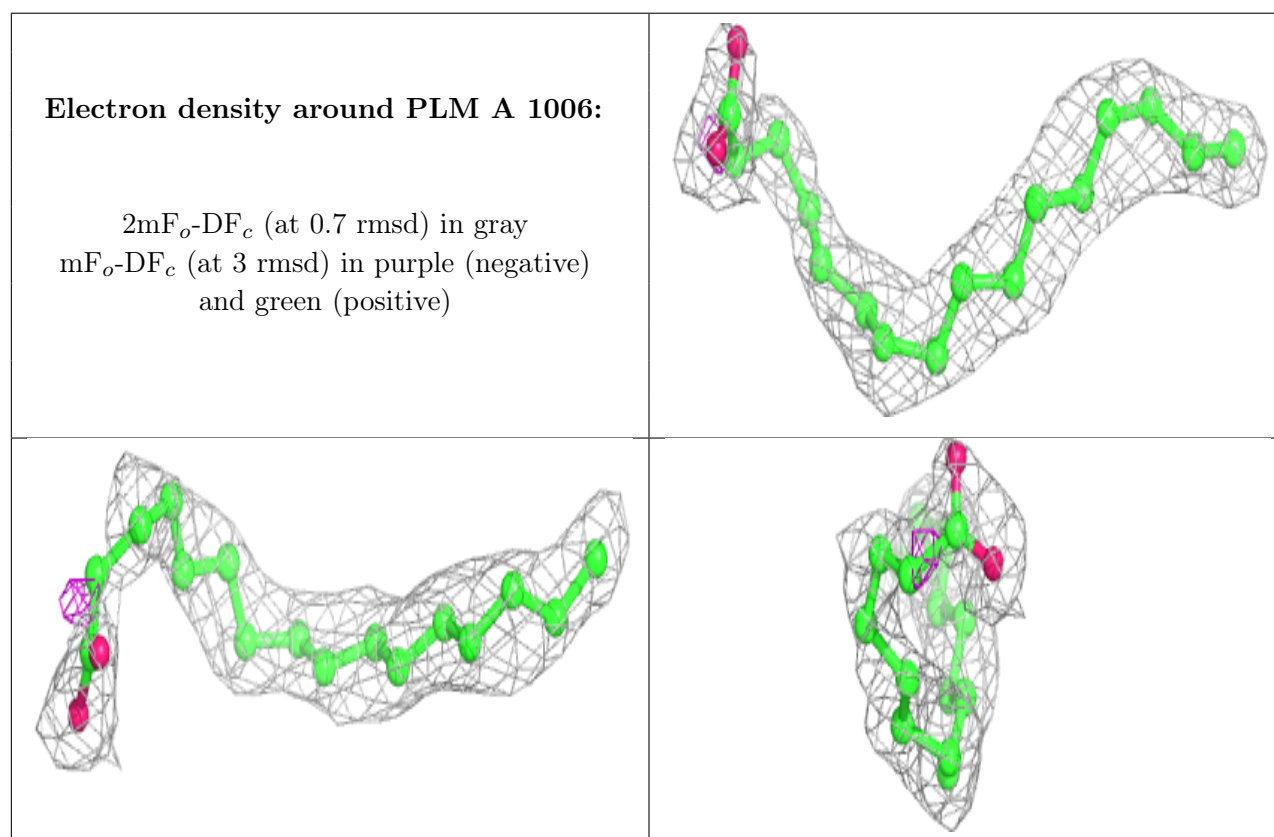 Electron density around PLM A 1006:
2mFo-DFc (at 0.7 rmsd) in gray
mFo-DFc (at 3 rmsd) in purple (negative)
and green (positive)